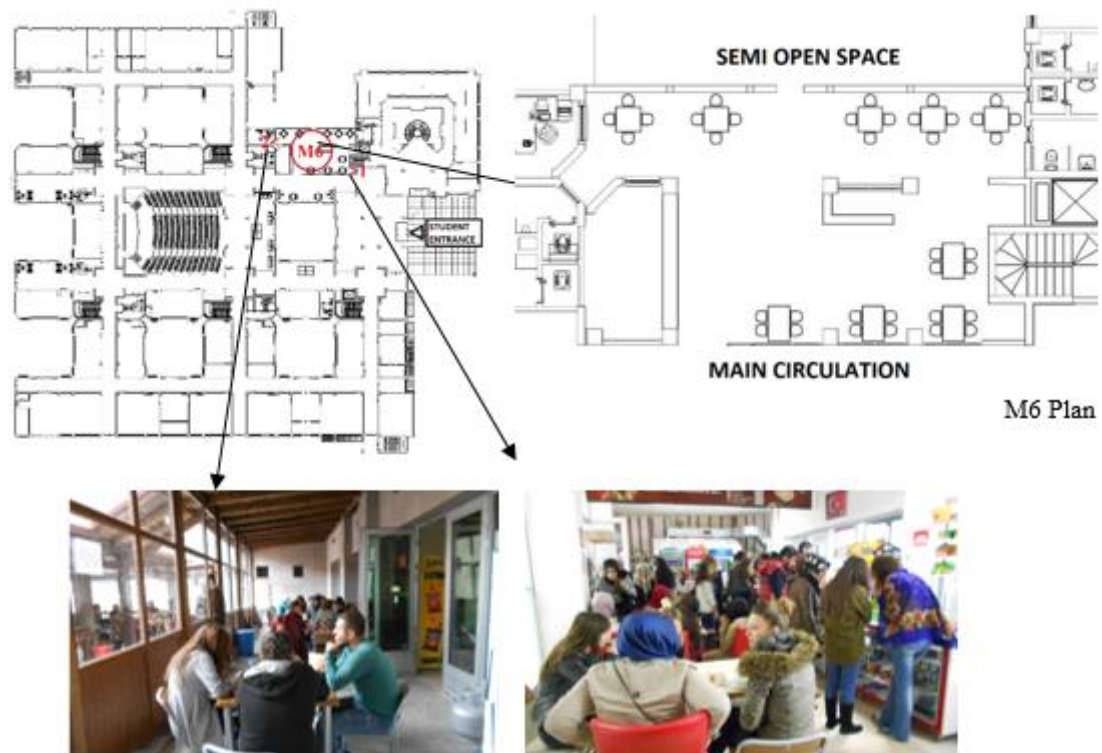 SEMI OPEN SPACE
M6
STUDENT
ENTRANCE
MAIN CIRCULATION
M6 Plan